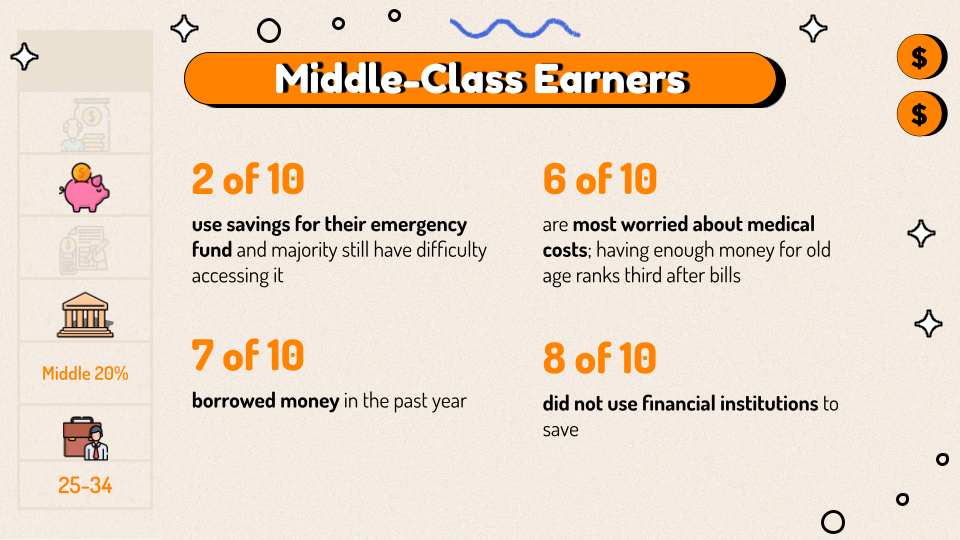 Middle-Class Earners
$
$
$
$
2 of 10
use savings for their emergency
fund and majority still have difficulty
accessing it
6 of 10
are most worried about medical
costs; having enough money for old
age ranks third after bills
7 of 10
borrowed money in the past year
8 of 10
did not use financial institutions to
save
Middle 20%
25-34